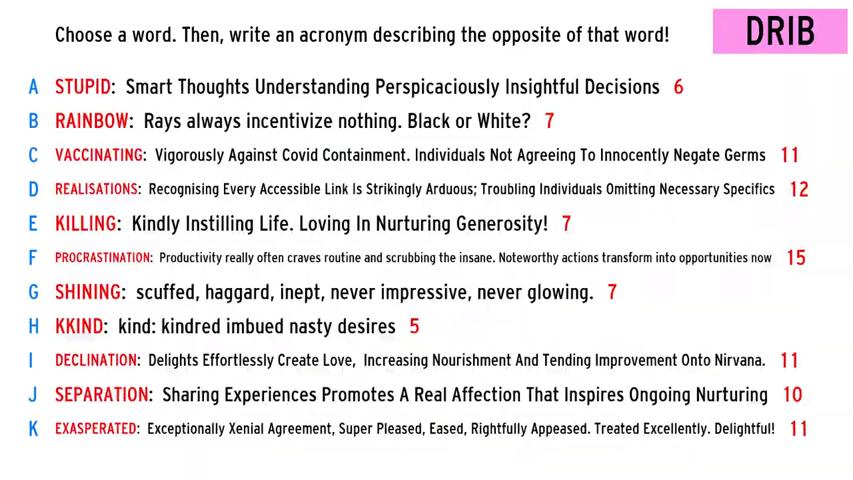 Choose a word. Then, write an acronym describing the opposite of that word! DRIB
A STUPID: Smart Thoughts Understanding Perspicaciously Insightful Decisions 6
B RAINBOW: Rays always incentivize nothing. Black or White? 7
C VACCINATING: Vigorously Against Covid Containment. Individuals Not Agreeing To Innocently Negate Germs 11
D REALISATIONS: Recognising Every Accessible Link Is Strikingly Arduous; Troubling Individuals Omitting Necessary Specifics 12
E KILLING: Kindly Instilling Life. Loving In Nurturing Generosity! 7
F PROCRASTINATION: Productivity really often craves routine and scrubbing the insane. Noteworthy actions transform into opportunities now 15
G SHINING: scuffed, haggard, inept, never impressive, never glowing. 7
H KKIND: kind: kindred imbued nasty desires 5
I DECLINATION: Delights Effortlessly Create Love, Increasing Nourishment And Tending Improvement Onto Nirvana. 11
J SEPARATION: Sharing Experiences Promotes A Real Affection That Inspires Ongoing Nurturing 10
K EXASPERATED: Exceptionally Xenial Agreement, Super Pleased, Eased, Rightfully Appeased. Treated Excellently. Delightful! 11